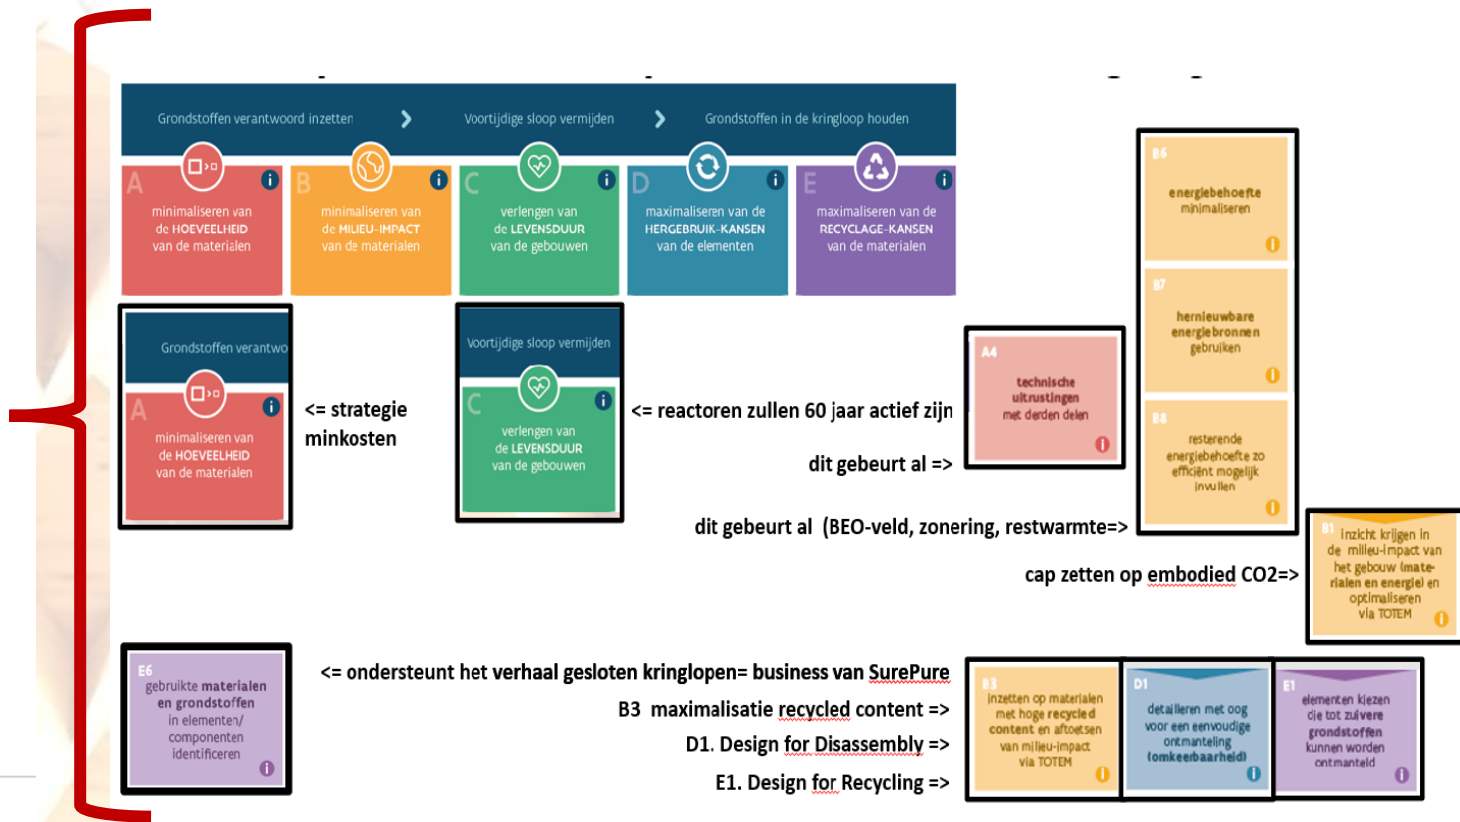 Grondstoffen verantwoord inzetten
Voortijdige sloop vermijden
Grondstoffen in de kringloop houden
A
minimaliseren van
de HOEVEELHEID
van de materialen
B
minimaliseren van
de MILIEU-IMPACT
van de materialen
C
verlengen van
de LEVENSDUUR
van de gebouwen
D
maximaliseren van de
HERGEBRUIK-KANSEN
van de elementen
E
maximaliseren van de
RECYCLAGE-KANSEN
van de materialen
B6
energiebehoefte
minimaliseren
B7
hernieuwbare
energiebronnen
gebruiken
B8
resterende
energiebehoefte zo
efficiënt mogelijk
invullen
Grondstoffen verantwo
A
minimaliseren van
de HOEVEELHEID
van de materialen
<= strategie
minkosten
Voortijdige sloop vermijden
C
verlengen van
de LEVENSDUUR
van de gebouwen
<= reactoren zullen 60 jaar actief zijn
dit gebeurt al =>
A4
technische
uitrustingen
met derden delen
dit gebeurt al (BEO-veld, zonering, restwarmte=>
cap zetten op embodied CO2=>
B1
inzicht krijgen in
de milieu-impact van
het gebouw (mate-
rialen en energie) en
optimaliseren
via TOTEM
E6
gebruikte materialen
en grondstoffen
in elementen/
componenten
identificeren
<= ondersteunt het verhaal gesloten kringlopen= business van SurePure
B3 maximalisatie recycled content =>
D1. Design for Disassembly =>
E1. Design for Recycling =>
B3
inzetten op materialen
met hoge recycled
content en aftoetsen
van milieu-impact
via TOTEM
D1
detailleren met oog
voor een eenvoudige
ontmanteling
(omkeerbaarheid)
E1
elementen kiezen
die tot zuivere
grondstoffen
kunnen worden
ontmanteld